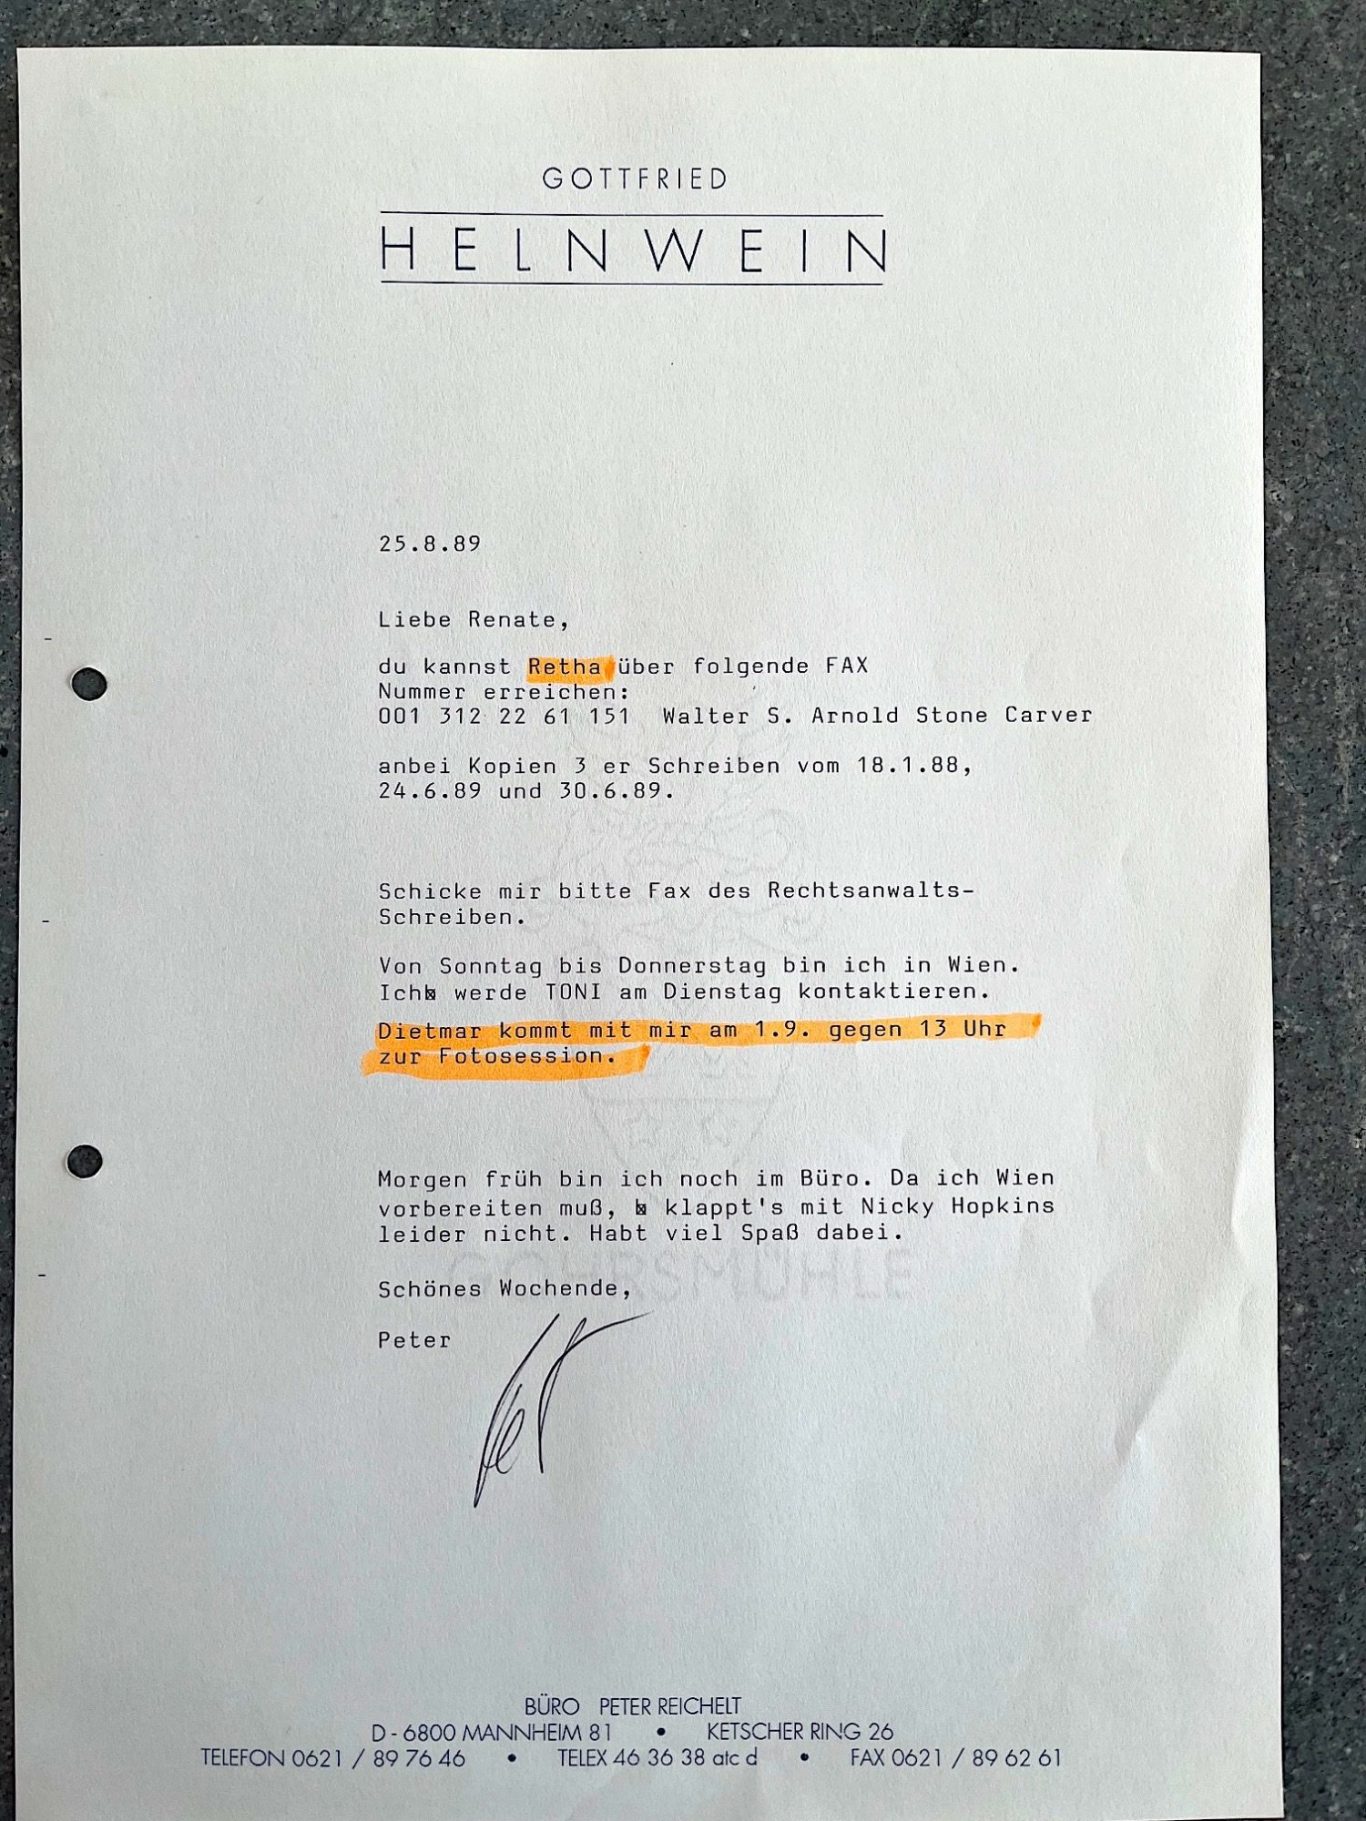 GOTTFRIED
HELNWEIN
25.8.89
Liebe Renate,
du kannst Retha über folgende FAX
Nummer erreichen:
001 312 22 61 151  Walter S. Arnold Stone Carver
anbei Kopien 3 er Schreiben vom 18.1.88,
24.6.89 und 30.6.89.
Schicke mir bitte Fax des Rechtsanwalts-
Schreiben.
Von Sonntag bis Donnerstag bin ich in Wien.
Ich werde TONI am Dienstag kontaktieren.
Dietmar kommt mit mir am 1.9. gegen 13 Uhr
zur Fotosession.
Morgen früh bin ich noch im Büro. Da ich Wien
vorbereiten muß, klappt's mit Nicky Hopkins
leider nicht. Habt viel Spaß dabei.
GOHRSMÜHLE
Schönes Wochende,
Peter
BÜRO PETER REICHELT
D - 6800 MANNHEIM 81 • KETSCHER RING 26
TELEFON 0621 / 89 76 46 • TELEX 46 36 38 atc d • FAX 0621 / 89 62 61